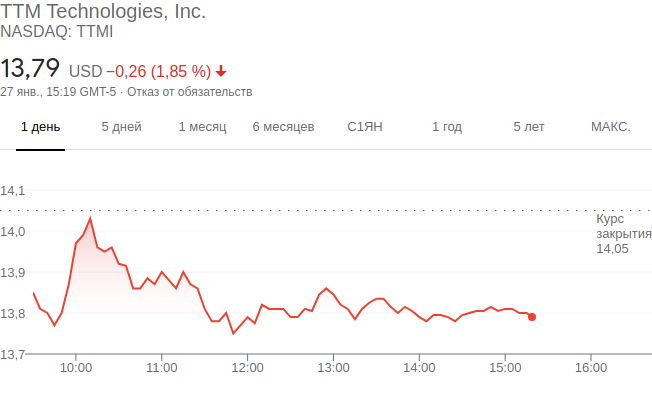 TTM Technologies, Inc.
NASDAQ: TTMI
13,79 USD −0,26 (1,85 %)
27 янв., 15:19 GMT-5 · Отказ от обязательств
1 день 5 дней 1 месяц 6 месяцев С1ЯН 1 год 5 лет МАКС.
14,1
Курс
14,0 закрытия
14,05
13,9
13,8
13,7
10:00 11:00 12:00 13:00 14:00 15:00 16:00